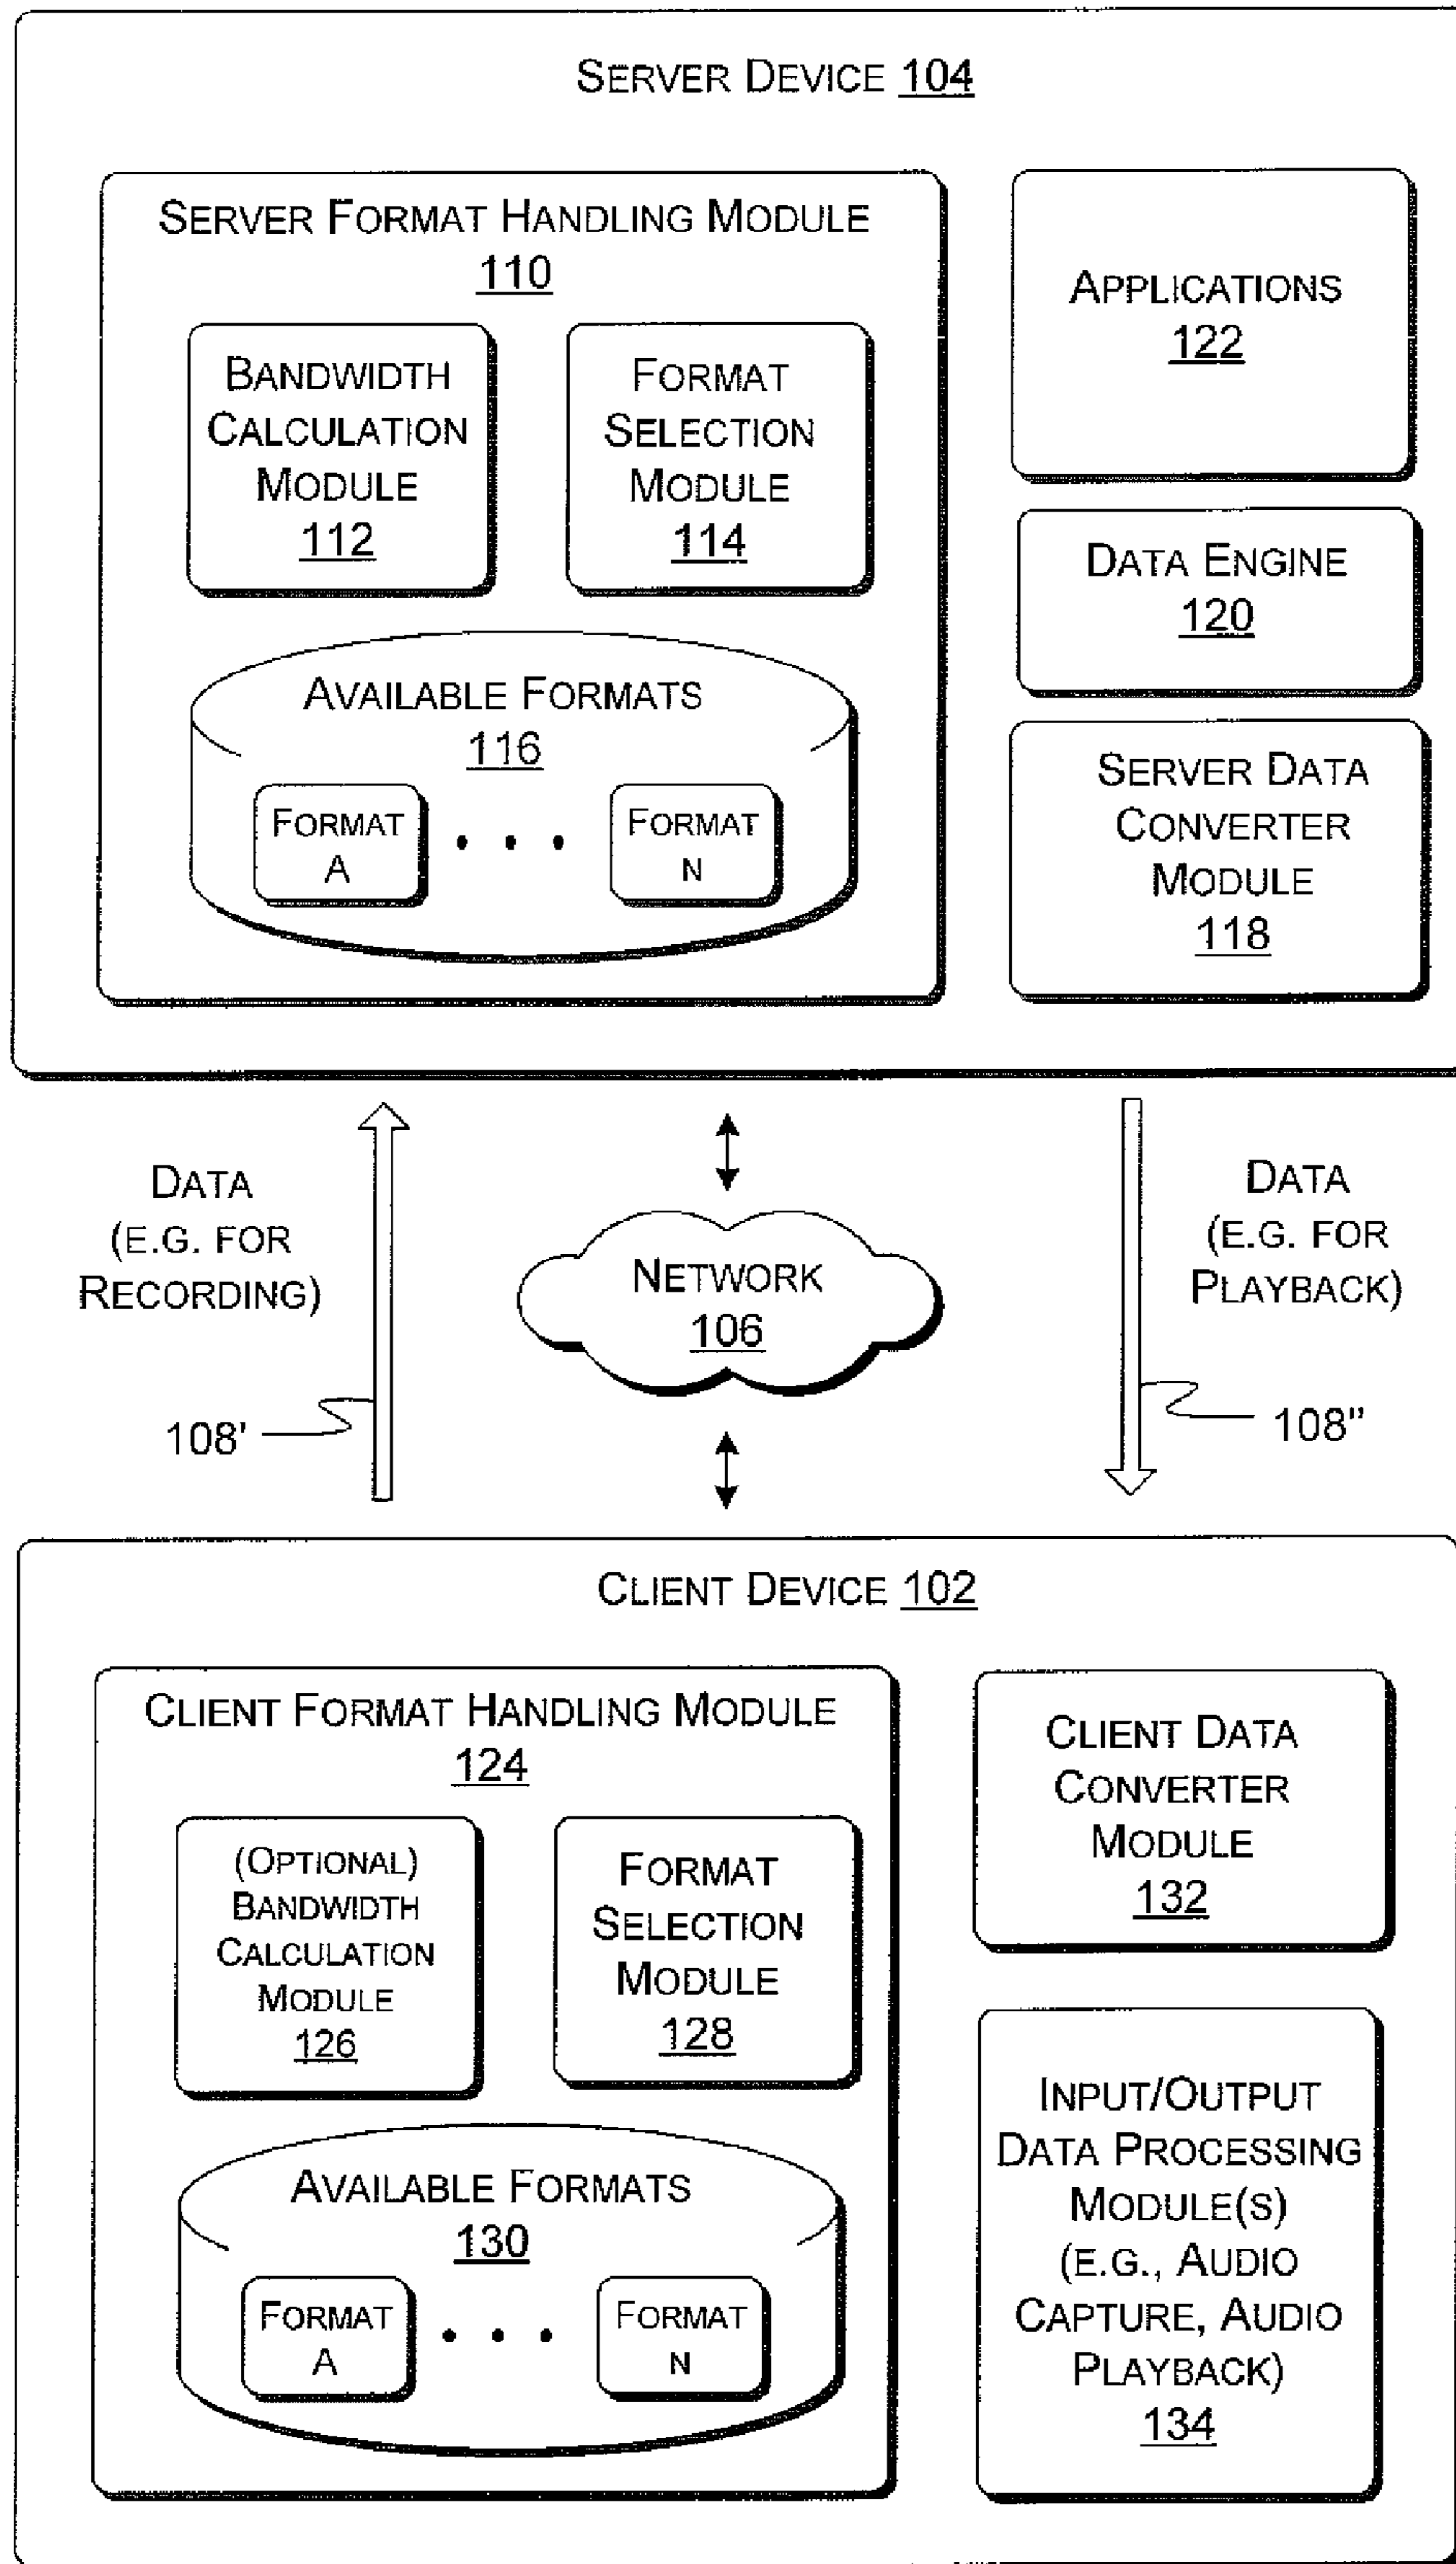 SERVER DEVICE 104
SERVER FORMAT HANDLING MODULE
110
BANDWIDTH
CALCULATION
MODULE
112
FORMAT
SELECTION
MODULE
114
AVAILABLE FORMATS
116
FORMAT
A
• • •
FORMAT
N
APPLICATIONS
122
DATA ENGINE
120
SERVER DATA
CONVERTER
MODULE
118
DATA
(E.G. FOR
RECORDING)
108'
NETWORK
106
DATA
(E.G. FOR
PLAYBACK)
108"
CLIENT DEVICE 102
CLIENT FORMAT HANDLING MODULE
124
(OPTIONAL)
BANDWIDTH
CALCULATION
MODULE
126
FORMAT
SELECTION
MODULE
128
AVAILABLE FORMATS
130
FORMAT
A
• • •
FORMAT
N
CLIENT DATA
CONVERTER
MODULE
132
INPUT/OUTPUT
DATA PROCESSING
MODULE(S)
(E.G., AUDIO
CAPTURE, AUDIO
PLAYBACK)
134